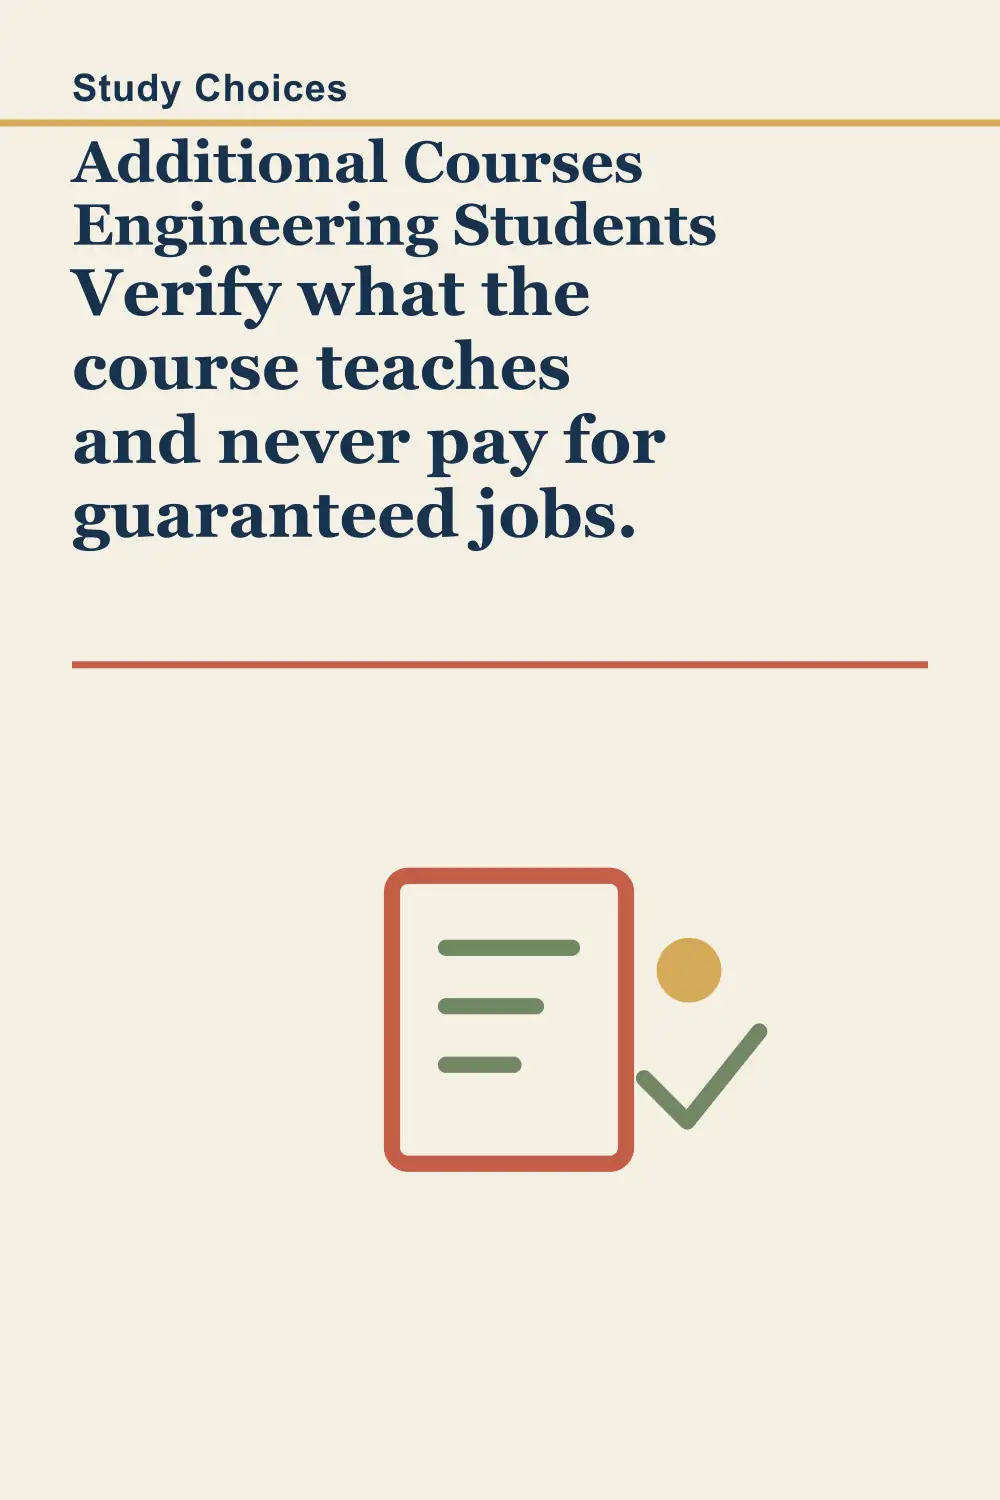 Study Choices
Additional Courses
Engineering Students
Verify what the
course teaches
and never pay for
guaranteed jobs.